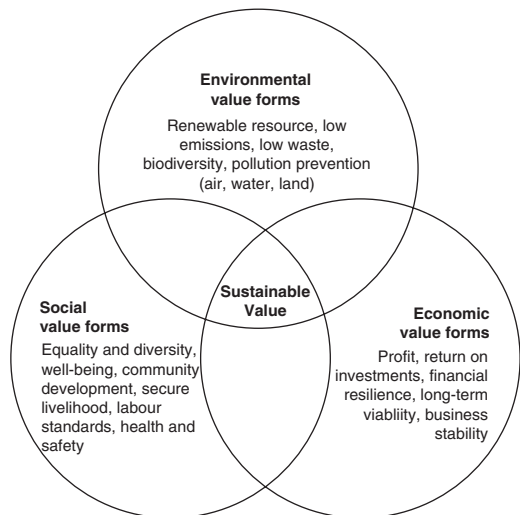 Environmental
value forms
Renewable resource, low
emissions, low waste,
biodiversity, pollution prevention
(air, water, land)
Sustainable
Value
Social
value forms
Equality and diversity,
well-being, community
development, secure
livelihood, labour
standards, health and
safety
Economic
value forms
Profit, return on
investments, financial
resilience, long-term
viabliity, business
stability